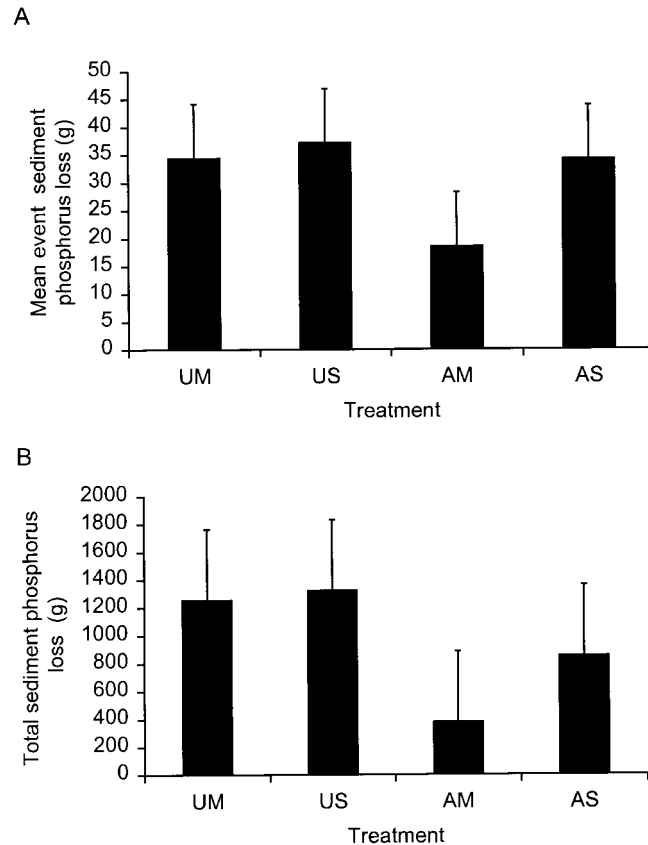 A
Mean event sediment
phosphorus loss (g)
50
45
40
35
30
25
20
15
10
5
0
UM US AM AS
Treatment
B
Total sediment phosphorus
loss (g)
2000
1800
1600
1400
1200
1000
800
600
400
200
0
UM US AM AS
Treatment